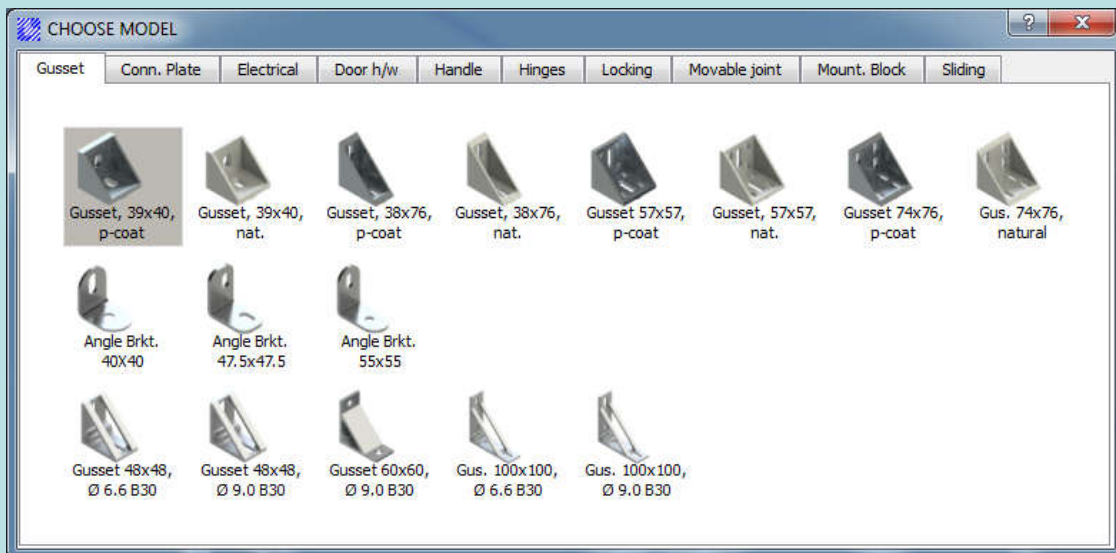 CHOOSE MODEL
?
X
Gusset Conn. Plate Electrical Door h/w Handle Hinges Locking Movable joint Mount. Block Sliding
Gusset, 39x40,
p-coat
Gusset, 39x40,
nat.
Gusset, 38x76,
p-coat
Gusset, 38x76,
nat.
Gusset 57x57,
p-coat
Gusset, 57x57,
nat.
Gusset 74x76,
p-coat
Gus. 74x76,
natural
Angle Brkt.
40X40
Angle Brkt.
47.5x47.5
Angle Brkt.
55x55
Gusset 48x48,
Ø 6.6 B30
Gusset 48x48,
Ø 9.0 B30
Gusset 60x60,
Ø 9.0 B30
Gus. 100x100,
Ø 6.6 B30
Gus. 100x100,
Ø 9.0 B30